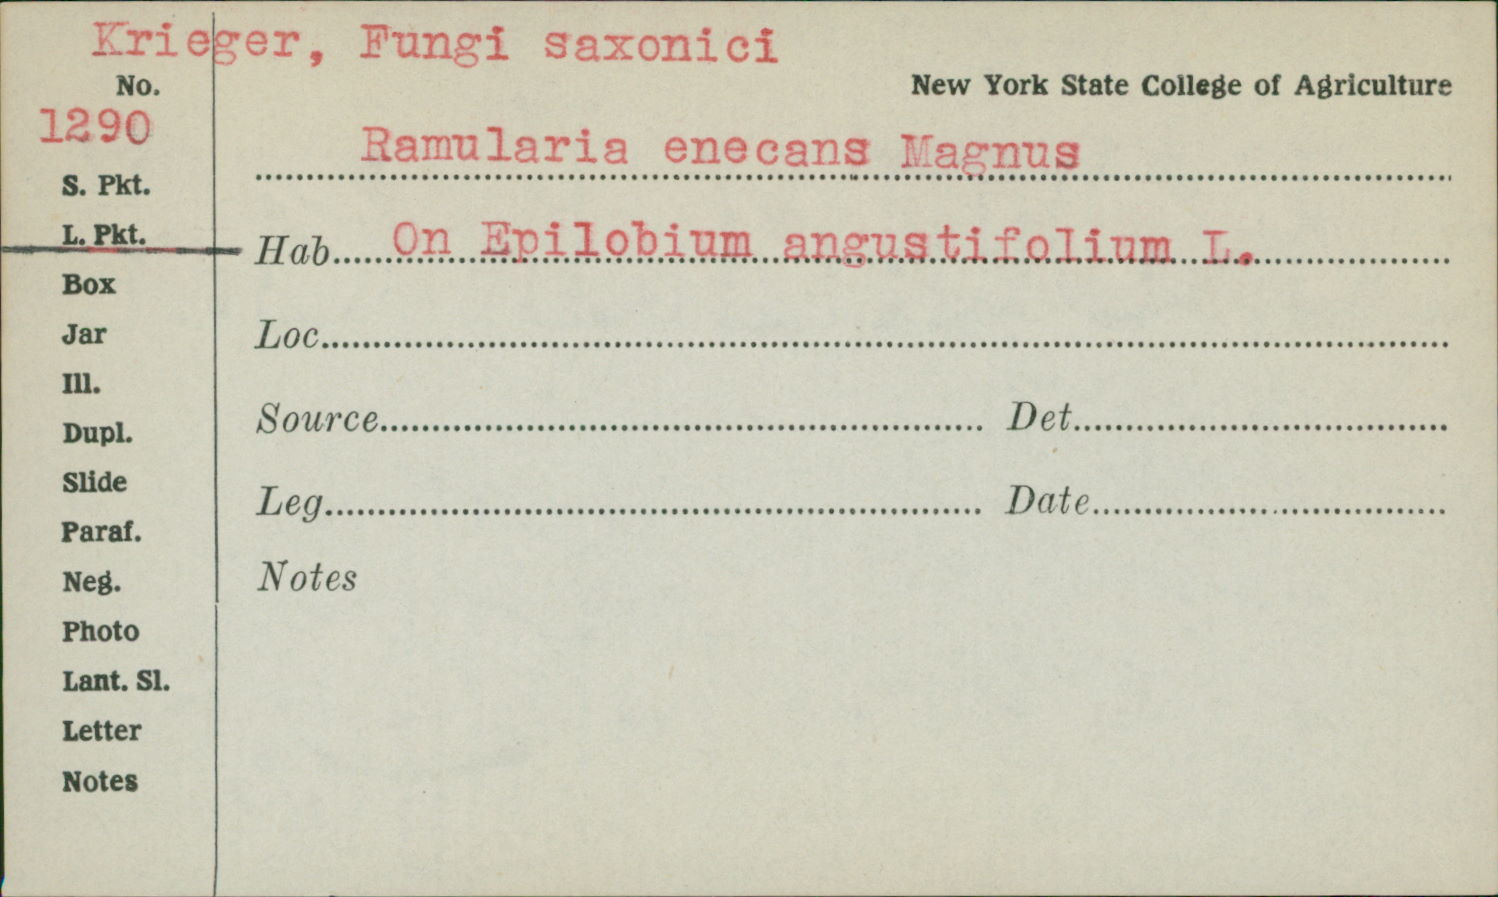 Krieger, Fungi saxonici
No.
New York State College of Agriculture
1290
Ramularia enecans Magnus
S. Pkt.
L. Pkt.
Hab. On Epilobium angustifolium L.
Box
Jar
Loc.
Ill.
Source Det.
Dupl.
Slide
Leg. Date
Paraf.
Neg.
Notes
Photo
Lant. Sl.
Letter
Notes